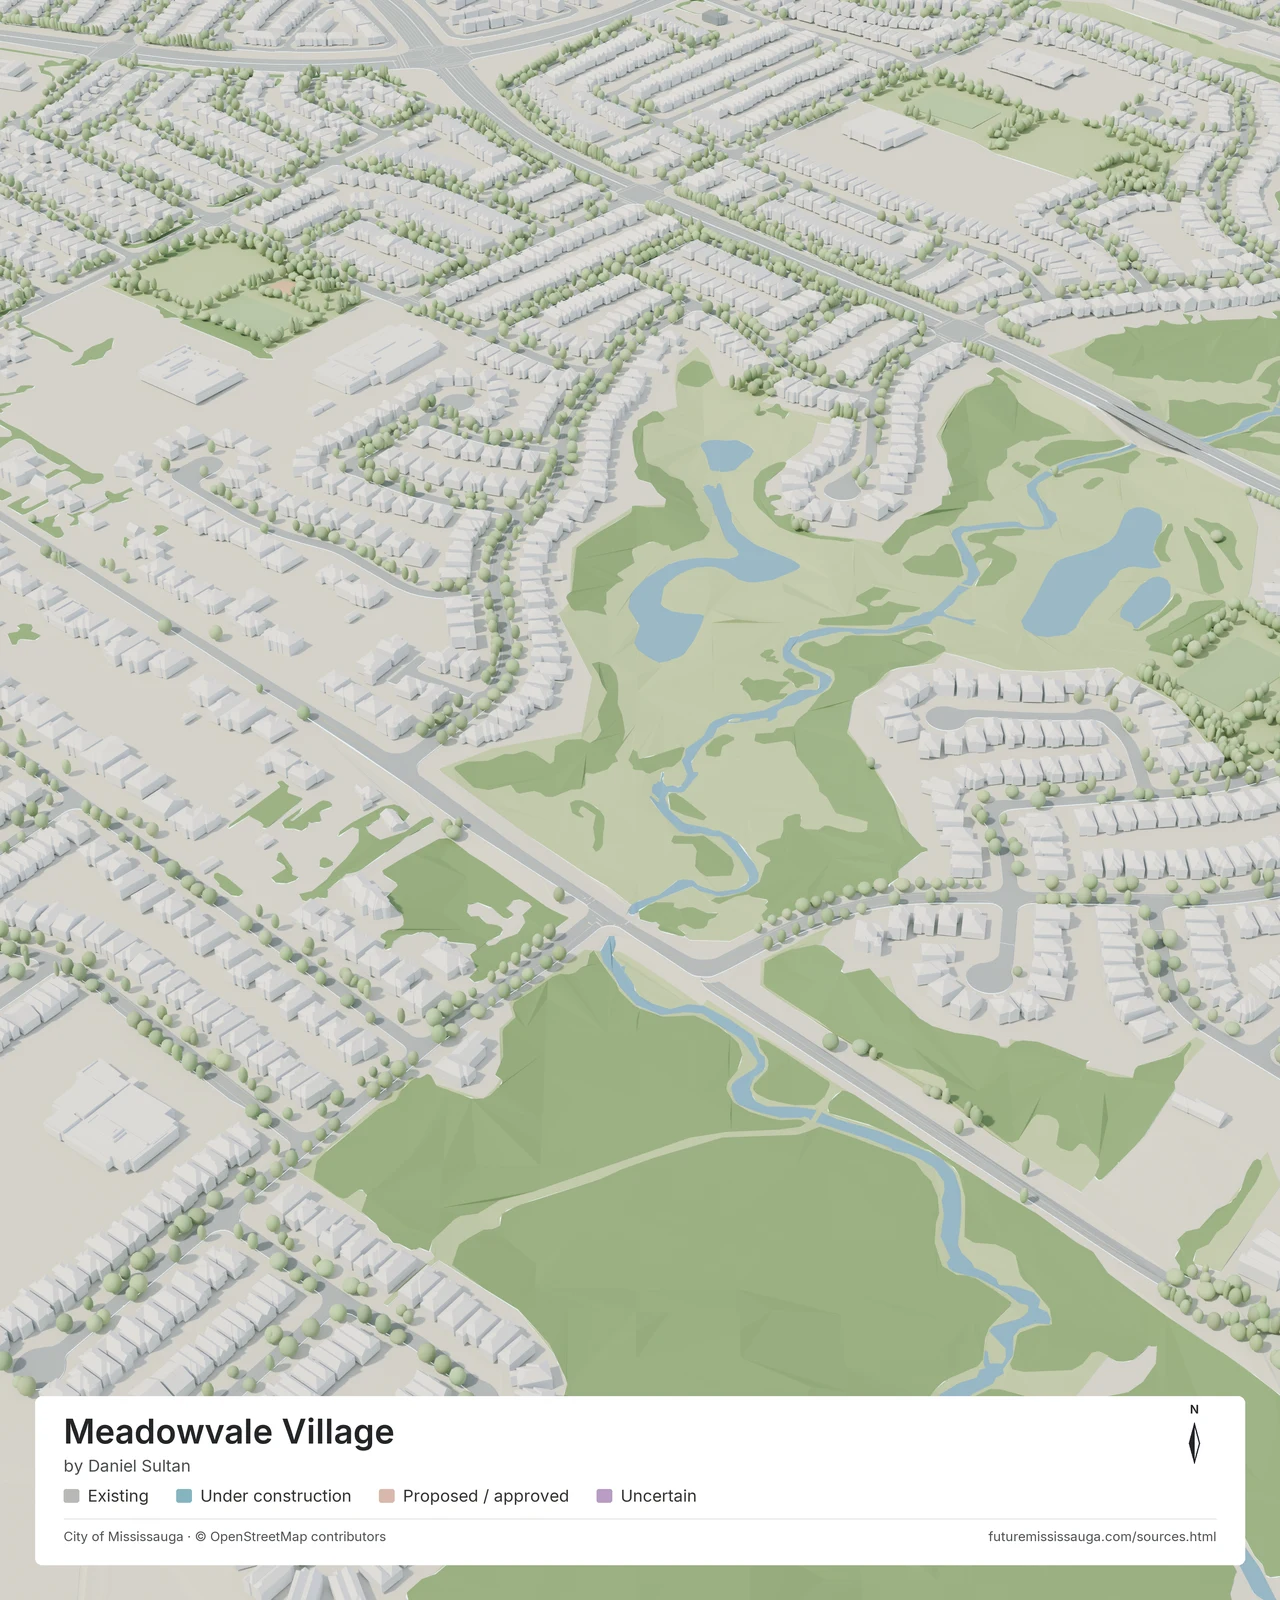 Meadowvale Village
N
by Daniel Sultan
Existing
Under construction
Proposed / approved
Uncertain
City of Mississauga · © OpenStreetMap contributors
futuremississauga.com/sources.html